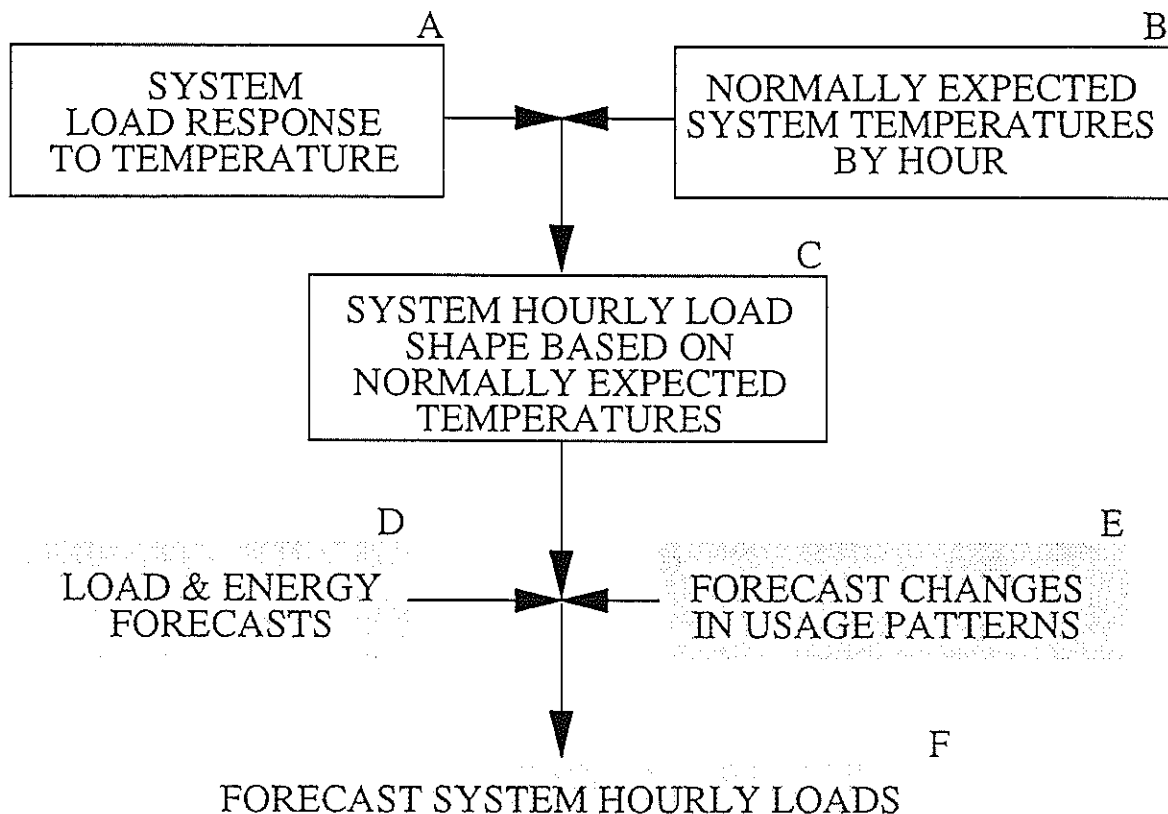 A
SYSTEM
LOAD RESPONSE
TO TEMPERATURE
B
NORMALLY EXPECTED
SYSTEM TEMPERATURES
BY HOUR
C
SYSTEM HOURLY LOAD
SHAPE BASED ON
NORMALLY EXPECTED
TEMPERATURES
D
LOAD & ENERGY
FORECASTS
E
FORECAST CHANGES
IN USAGE PATTERNS
F
FORECAST SYSTEM HOURLY LOADS